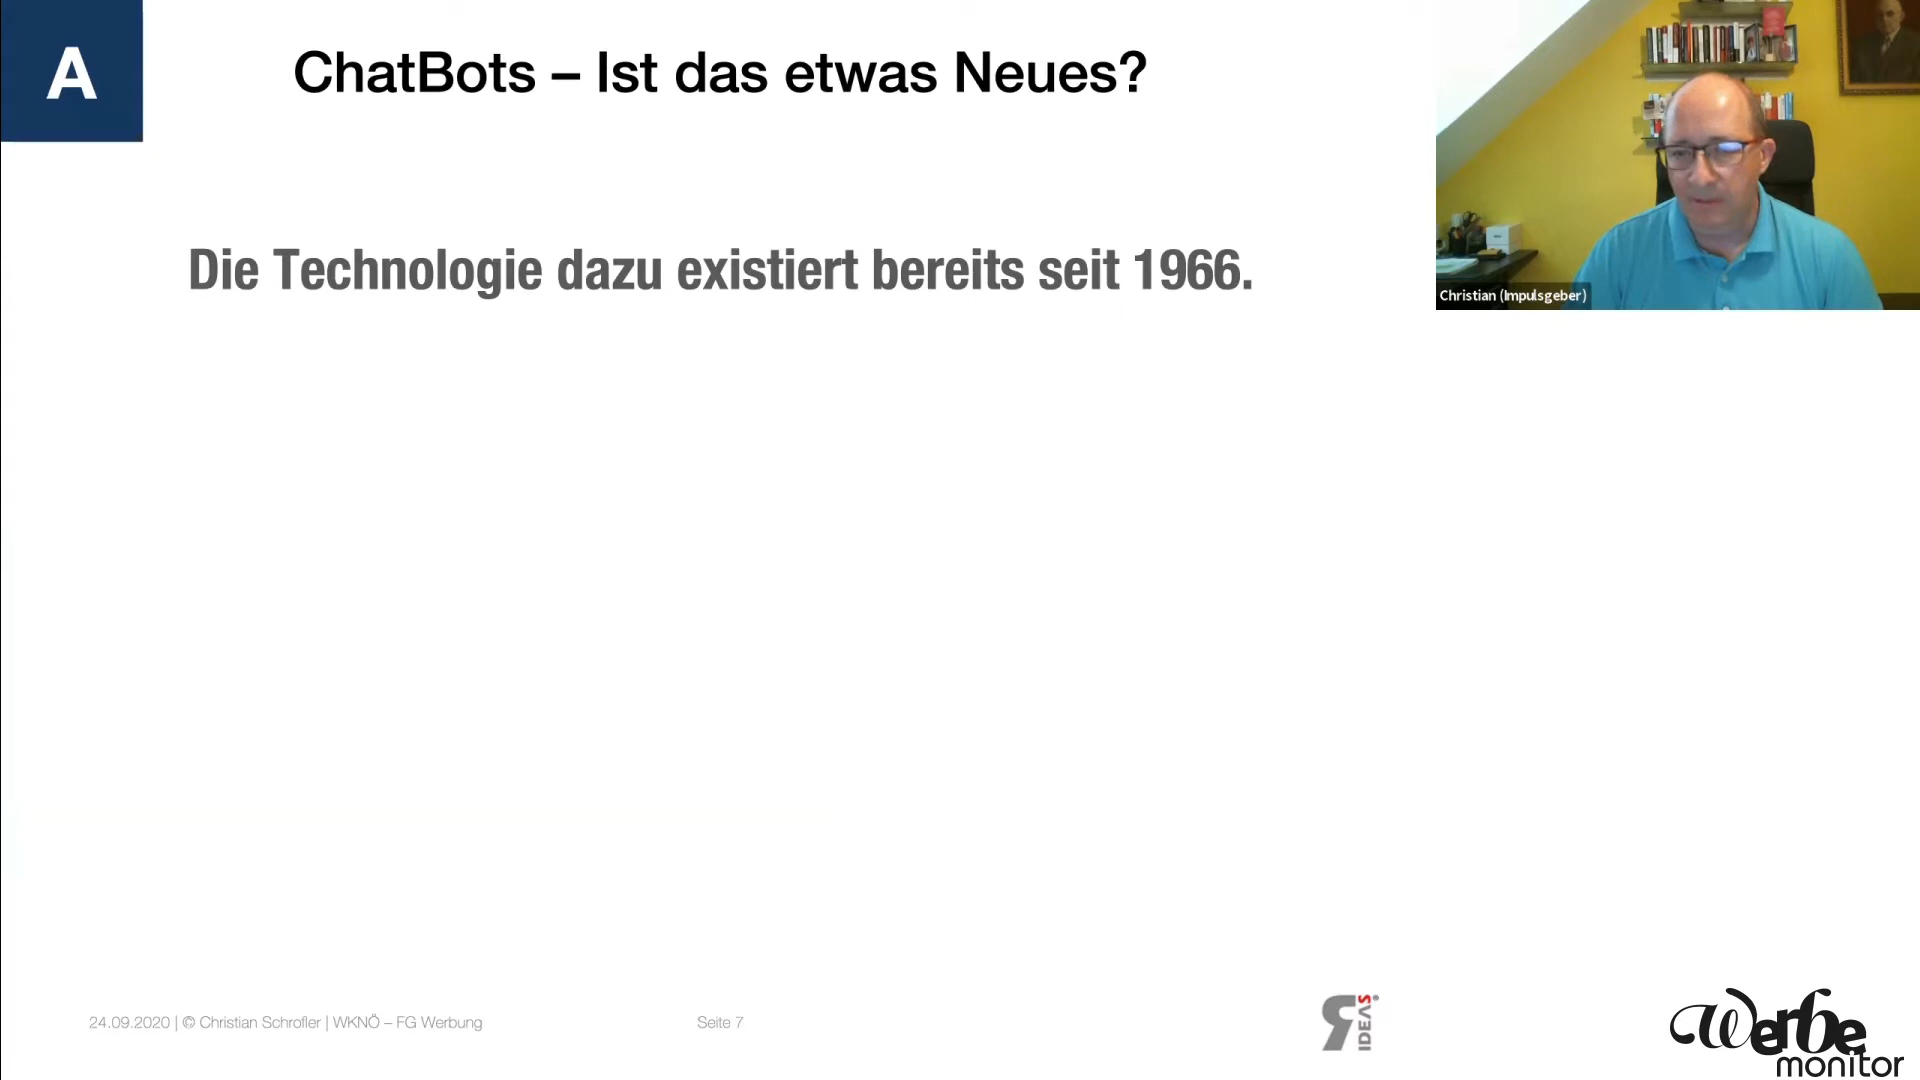 A
ChatBots – Ist das etwas Neues?
Die Technologie dazu existiert bereits seit 1966.
Christian (Impulsgeber)
24.09.2020 | © Christian Schrofler | WKNÖ – FG Werbung
Seite 7
R IDEAS®
Werbe
monitor